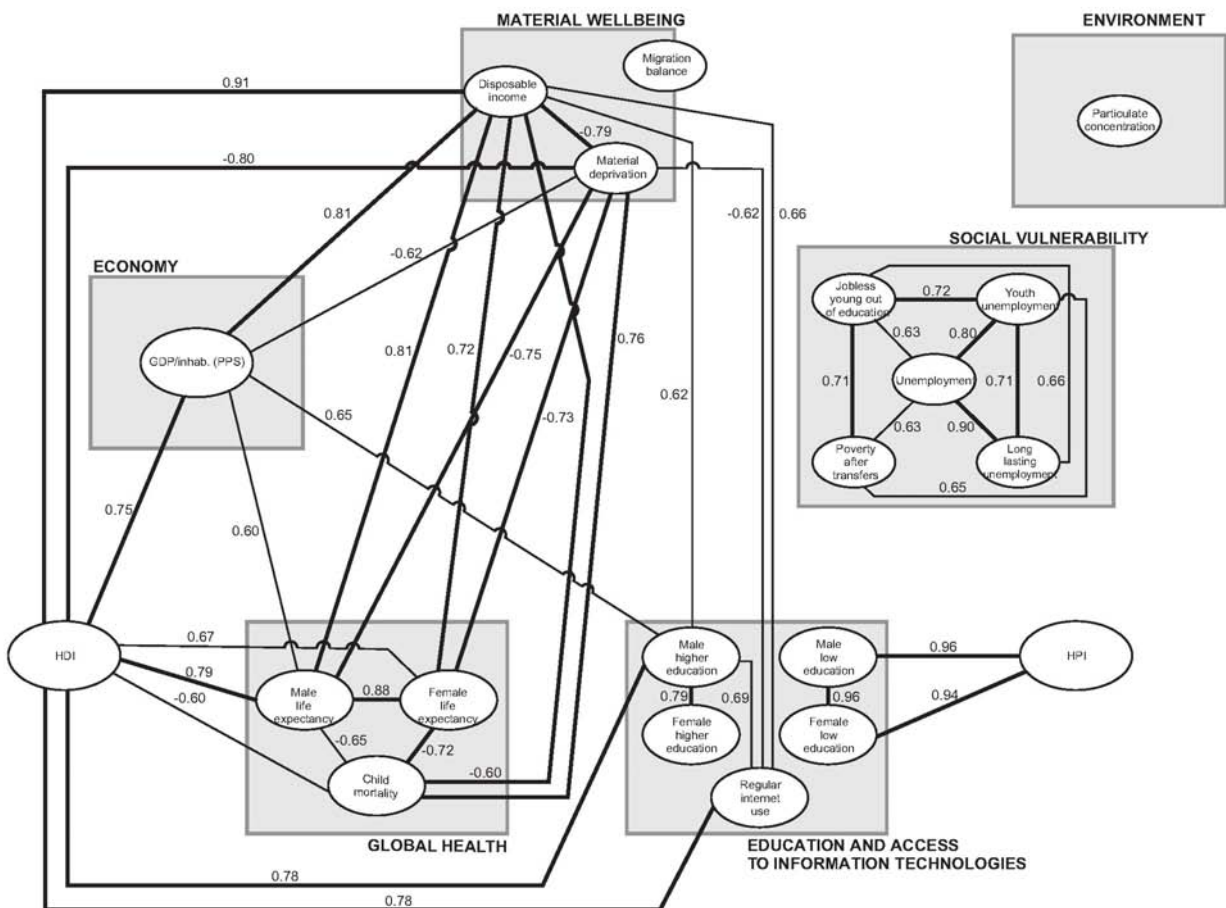 MATERIAL WELLBEING
ENVIRONMENT
Migration
balance
0.91
Disposable
income
Particulate
concentration
-0.79
-0.80
Material
deprivation
0.81
-0.62
0.66
-0.62
SOCIAL VULNERABILITY
ECONOMY
Jobless
young out
of education
0.72
Youth
unemployment
0.63
0.80
GDP/inhab. (PPS)
0.81
0.72
-0.75
0.76
0.62
Unemployment
0.71
0.71
0.66
0.65
-0.73
0.63
0.90
Poverty
after
transfers
Long
lasting
unemployment
0.65
0.75
0.60
HDI
0.67
0.79
-0.60
Male
life
expectancy
0.88
Female
life
expectancy
-0.65
-0.72
Child
mortality
-0.60
Male
higher
education
0.79
0.69
Female
higher
education
Male
low
education
0.96
Female
low
education
0.96
0.94
HPI
Regular
internet
use
GLOBAL HEALTH
EDUCATION AND ACCESS
TO INFORMATION TECHNOLOGIES
0.78
0.78